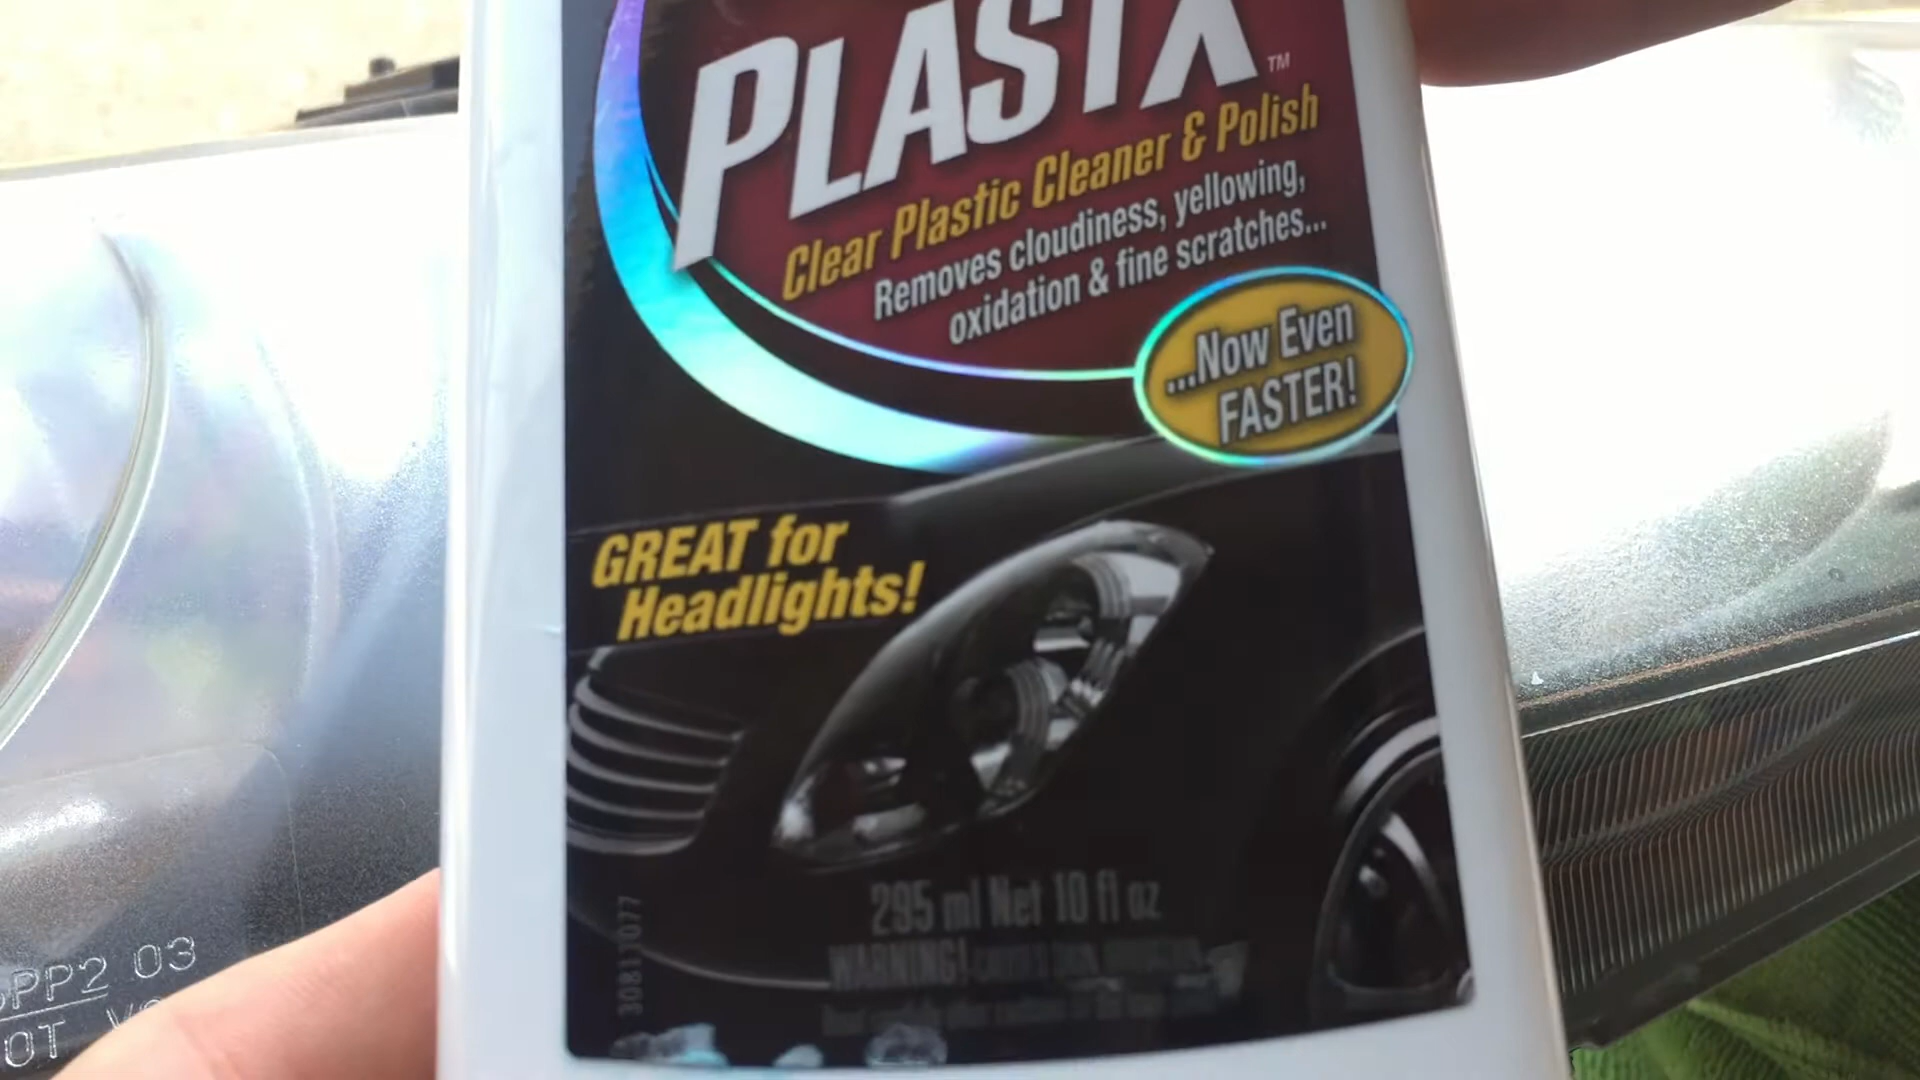 PLASTX™
Clear Plastic Cleaner & Polish
Removes cloudiness, yellowing,
oxidation & fine scratches...
...Now Even
FASTER!
GREAT for
Headlights!
295 ml Net 10 fl oz
WARNING!
30811077
PP2 03